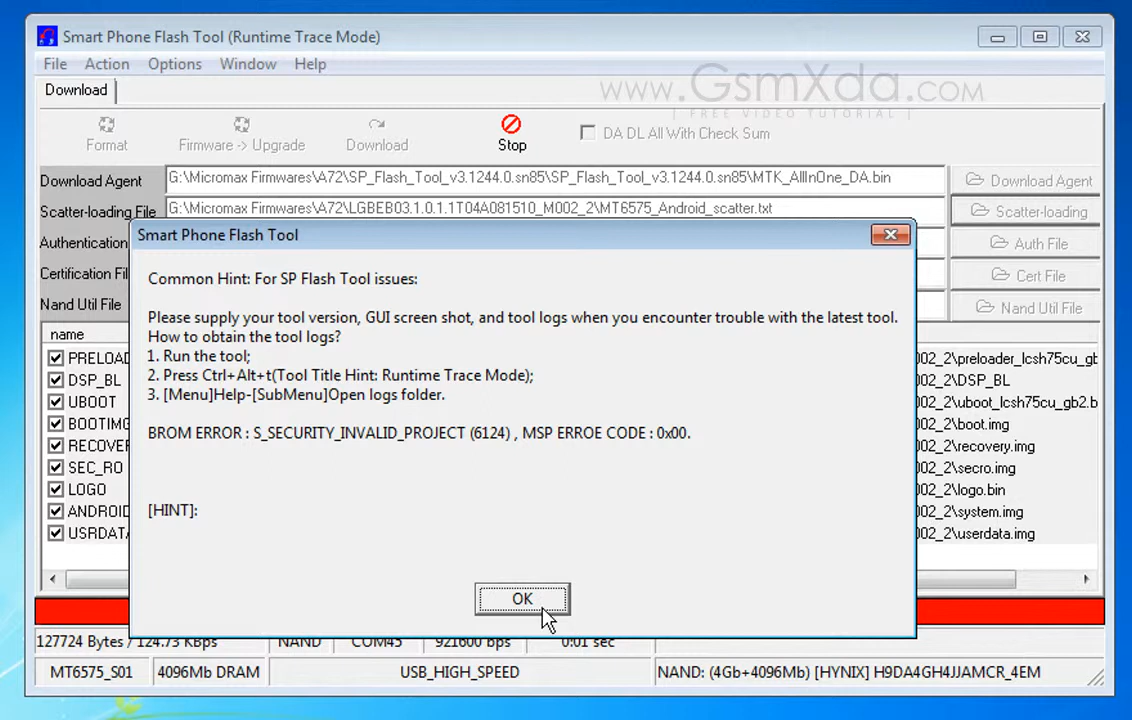 Smart Phone Flash Tool (Runtime Trace Mode)
File Action Options Window Help
www.GsmXda.com
| FREE VIDEO TUTORIAL |
Download
Format
Firmware -> Upgrade
Download
Stop
DA DL All With Check Sum
Download Agent
G:\Micromax Firmwares\A72\SP_Flash_Tool_v3.1244.0.sn85\SP_Flash_Tool_v3.1244.0.sn85\MTK_AllInOne_DA.bin
Download Agent
Scatter-loading File
G:\Micromax Firmwares\A72\LGBEB03.1.0.1.1T04A081510_M002_2\MT6575_Android_scatter.txt
Scatter-loading
Authentication
Auth File
Certification Fil
Cert File
Nand Util File
Nand Util File
Smart Phone Flash Tool
Common Hint: For SP Flash Tool issues:
Please supply your tool version, GUI screen shot, and tool logs when you encounter trouble with the latest tool.
How to obtain the tool logs?
1. Run the tool;
2. Press Ctrl+Alt+t(Tool Title Hint: Runtime Trace Mode);
3. [Menu]Help-[SubMenu]Open logs folder.
BROM ERROR : S_SECURITY_INVALID_PROJECT (6124) , MSP ERROE CODE : 0x00.
[HINT]:
OK
name
PRELOAD 002_2\preloader_lcsh75cu_gb
DSP_BL 002_2\DSP_BL
UBOOT 002_2\uboot_lcsh75cu_gb2.b
BOOTIMG 002_2\boot.img
RECOVER 002_2\recovery.img
SEC_RO 002_2\secro.img
LOGO 002_2\logo.bin
ANDROID 002_2\system.img
USRDATA 002_2\userdata.img
127724 Bytes / 124.73 KBps NAND COM45 921600 bps 0:01 sec
MT6575_S01 4096Mb DRAM USB_HIGH_SPEED NAND: (4Gb+4096Mb) [HYNIX] H9DA4GH4JJAMCR_4EM